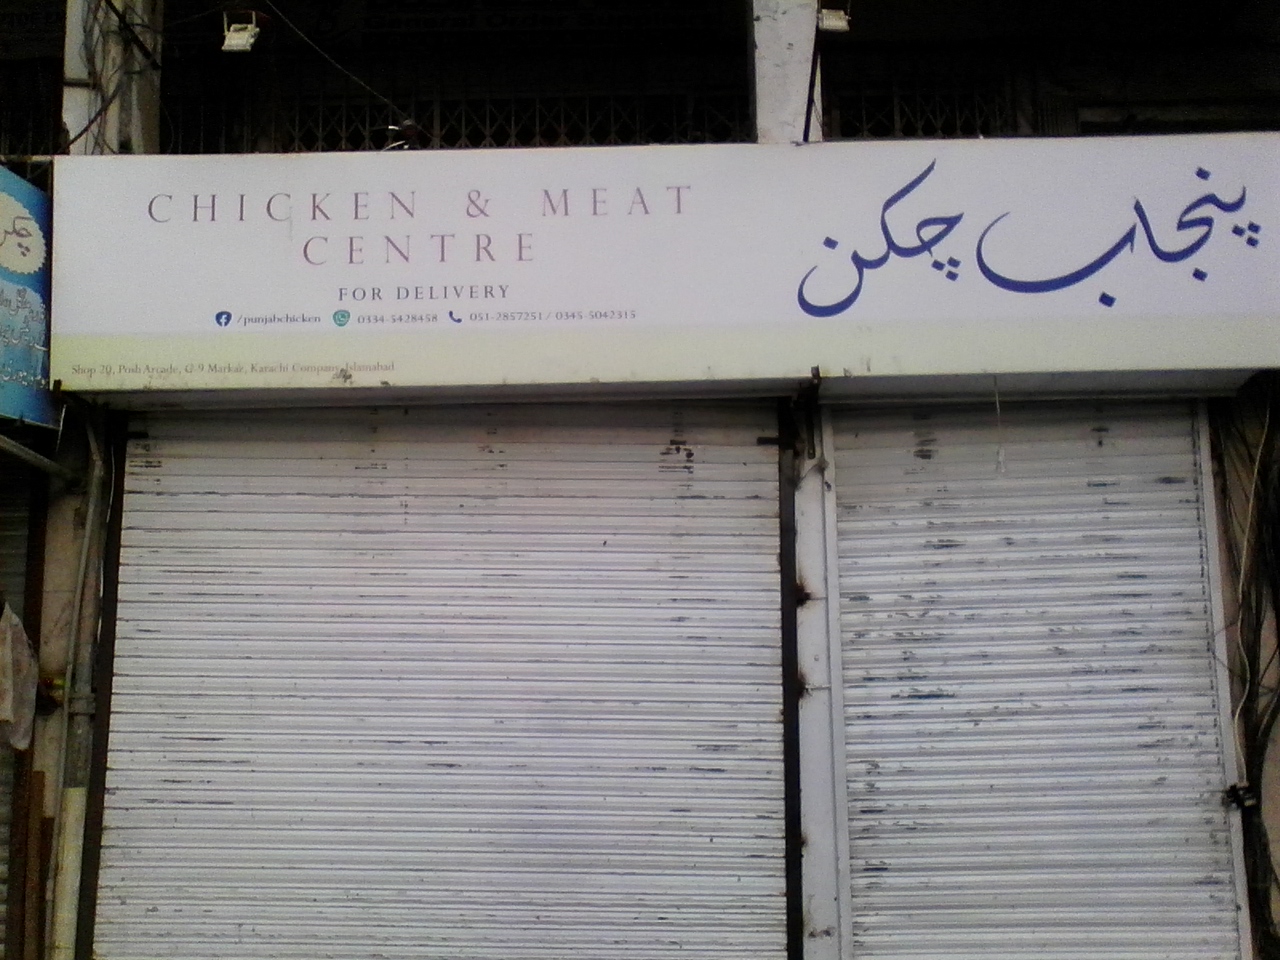 CHICKEN & MEAT
CENTRE
FOR DELIVERY
/punjabchicken 0334-5428458 051-2857251 / 0345-5042315
Shop 20, Posh Arcade, G-9 Markaz, Karachi Company, Islamabad
پنجاب چکن
چکن